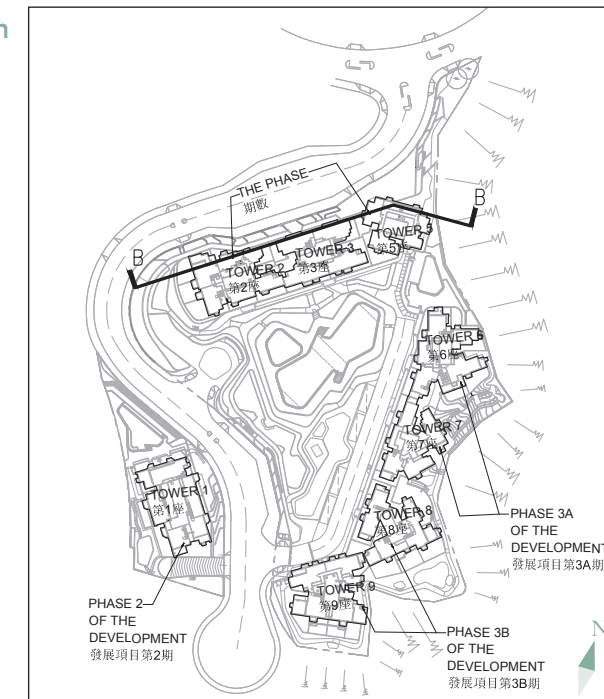 n
THE PHASE
期數
B
B
TOWER 5
第5座
TOWER 3
第3座
TOWER 2
第2座
TOWER 6
第6座
TOWER 7
第7座
TOWER 1
第1座
TOWER 8
第8座
PHASE 3A
OF THE
DEVELOPMENT
發展項目第3A期
TOWER 9
第9座
PHASE 2
OF THE
DEVELOPMENT
發展項目第2期
PHASE 3B
OF THE
DEVELOPMENT
發展項目第3B期
N